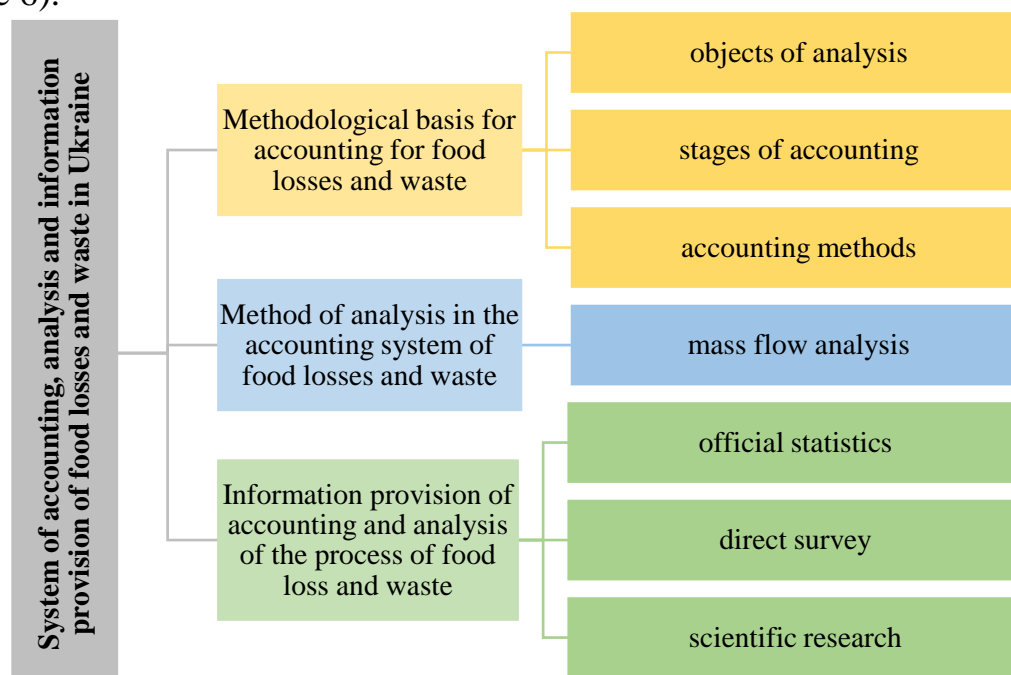 System of accounting, analysis and information
provision of food losses and waste in Ukraine
Methodological basis for
accounting for food
losses and waste
objects of analysis
stages of accounting
accounting methods
Method of analysis in the
accounting system of
food losses and waste
mass flow analysis
Information provision of
accounting and analysis
of the process of food
loss and waste
official statistics
direct survey
scientific research